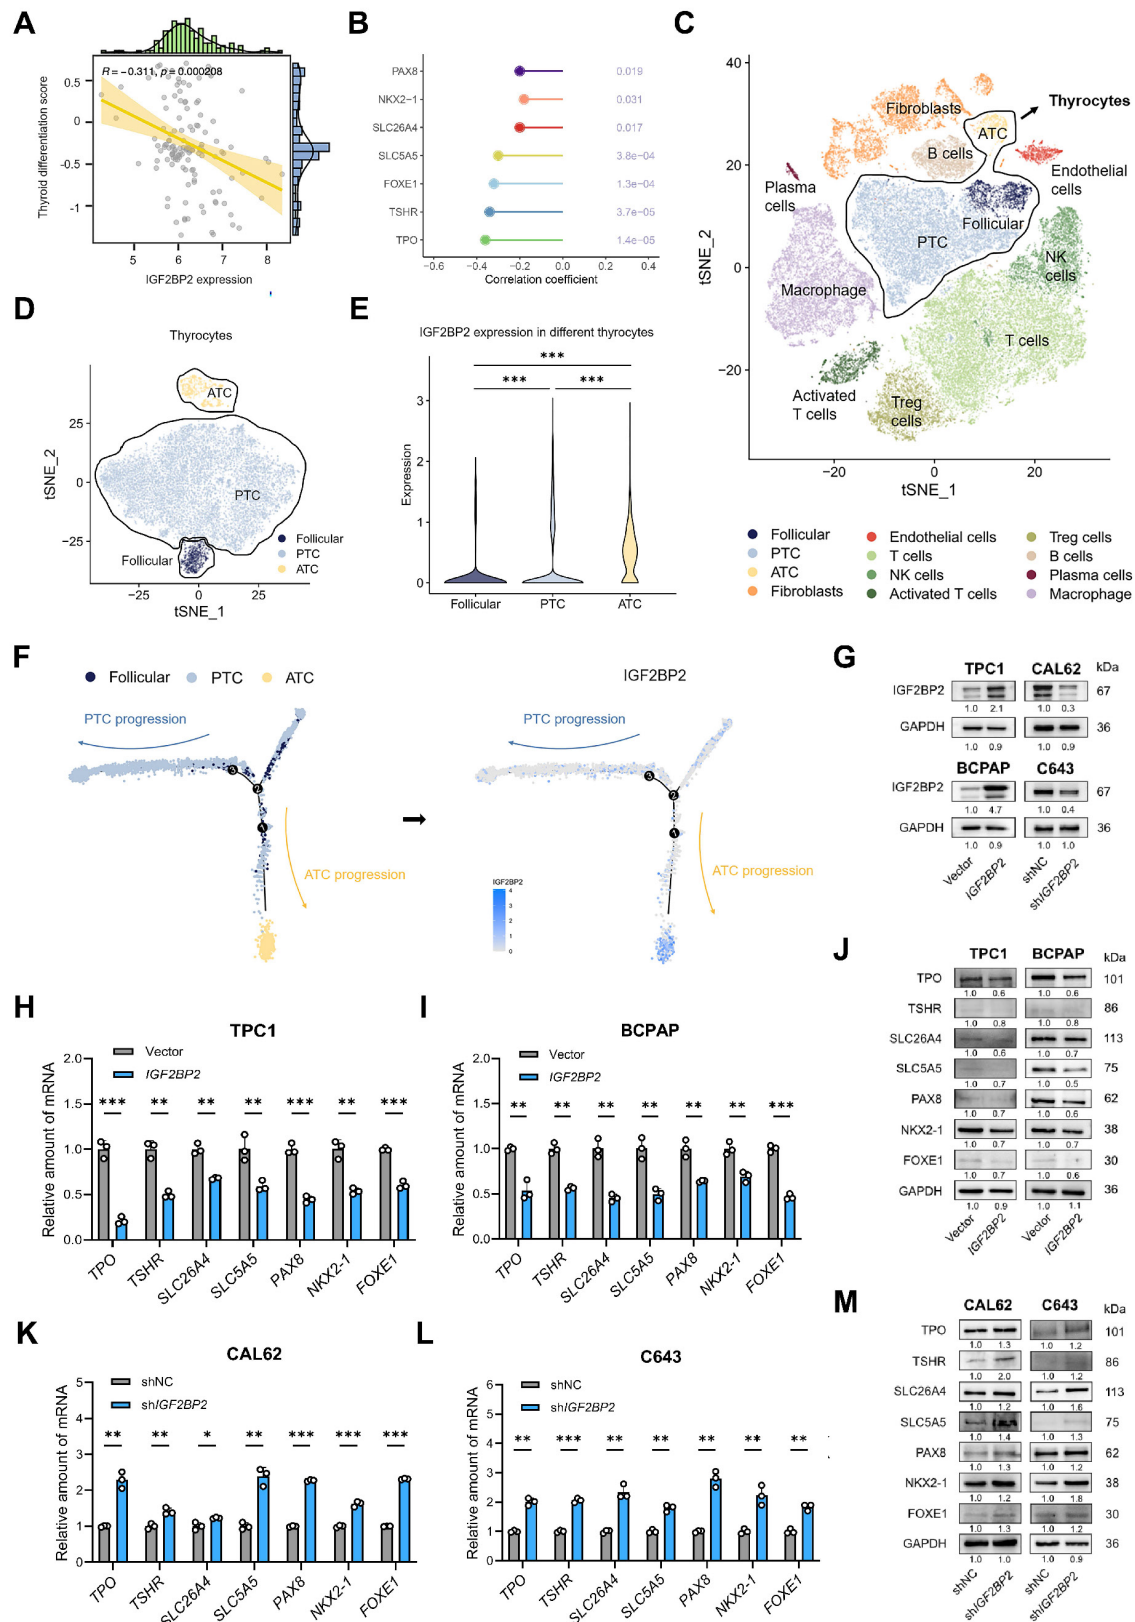 A
R = −0.311, p = 0.000208
Thyroid differentiation score
0.5
0
-0.5
-1
5 6 7 8
IGF2BP2 expression
B
PAX8 0.019
NKX2−1 0.031
SLC26A4 0.017
SLC5A5 3.8e−04
FOXE1 1.3e−04
TSHR 3.7e−05
TPO 1.4e−05
−0.6 −0.4 −0.2 0.0 0.2 0.4
Correlation coefficient
C
tSNE_2
40
20
0
−20
Fibroblasts
ATC
Thyrocytes
B cells
Endothelial cells
Plasma cells
Follicular
PTC
NK cells
Macrophage
T cells
Activated T cells
Treg cells
−20 0 20
tSNE_1
Follicular
PTC
ATC
Fibroblasts
Endothelial cells
T cells
NK cells
Activated T cells
Treg cells
B cells
Plasma cells
Macrophage
D
Thyrocytes
tSNE_2
25
0
−25
ATC
PTC
Follicular
Follicular
PTC
ATC
−25 0 25
tSNE_1
E
IGF2BP2 expression in different thyrocytes
***
*** ***
Expression
3
2
1
0
Follicular PTC ATC
F
Follicular PTC ATC
PTC progression
3
2
1
ATC progression
IGF2BP2
PTC progression
3
2
1
ATC progression
IGF2BP2
4
3
2
1
0
G
TPC1 CAL62 kDa
IGF2BP2 67
1.0 2.1 1.0 0.3
GAPDH 36
1.0 0.9 1.0 0.9
BCPAP C643
IGF2BP2 67
1.0 4.7 1.0 0.4
GAPDH 36
1.0 0.9 1.0 1.0
Vector IGF2BP2 shNC shIGF2BP2
H
TPC1
Vector
IGF2BP2
Relative amount of mRNA
2.0
1.5
1.0
0.5
0.0
*** ** ** ** *** ** ***
TPO TSHR SLC26A4 SLC5A5 PAX8 NKX2-1 FOXE1
I
BCPAP
Vector
IGF2BP2
Relative amount of mRNA
2.0
1.5
1.0
0.5
0.0
** ** ** ** ** ** ***
TPO TSHR SLC26A4 SLC5A5 PAX8 NKX2-1 FOXE1
J
TPC1 BCPAP kDa
TPO 101
1.0 0.6 1.0 0.6
TSHR 86
1.0 0.8 1.0 0.8
SLC26A4 113
1.0 0.6 1.0 0.7
SLC5A5 75
1.0 0.7 1.0 0.5
PAX8 62
1.0 0.7 1.0 0.6
NKX2-1 38
1.0 0.7 1.0 0.7
FOXE1 30
1.0 0.7 1.0 0.6
GAPDH 36
1.0 0.9 1.0 1.1
Vector IGF2BP2 Vector IGF2BP2
K
CAL62
shNC
shIGF2BP2
Relative amount of mRNA
5
4
3
2
1
0
** ** * ** *** *** ***
TPO TSHR SLC26A4 SLC5A5 PAX8 NKX2-1 FOXE1
L
C643
shNC
shIGF2BP2
Relative amount of mRNA
6
5
4
3
2
1
0
** *** ** ** ** ** **
TPO TSHR SLC26A4 SLC5A5 PAX8 NKX2-1 FOXE1
M
CAL62 C643 kDa
TPO 101
1.0 1.3 1.0 1.2
TSHR 86
1.0 2.0 1.0 1.2
SLC26A4 113
1.0 1.2 1.0 1.6
SLC5A5 75
1.0 1.4 1.0 1.3
PAX8 62
1.0 1.3 1.0 1.2
NKX2-1 38
1.0 1.2 1.0 1.8
FOXE1 30
1.0 1.3 1.0 1.2
GAPDH 36
1.0 1.0 1.0 0.9
shNC shIGF2BP2 shNC shIGF2BP2